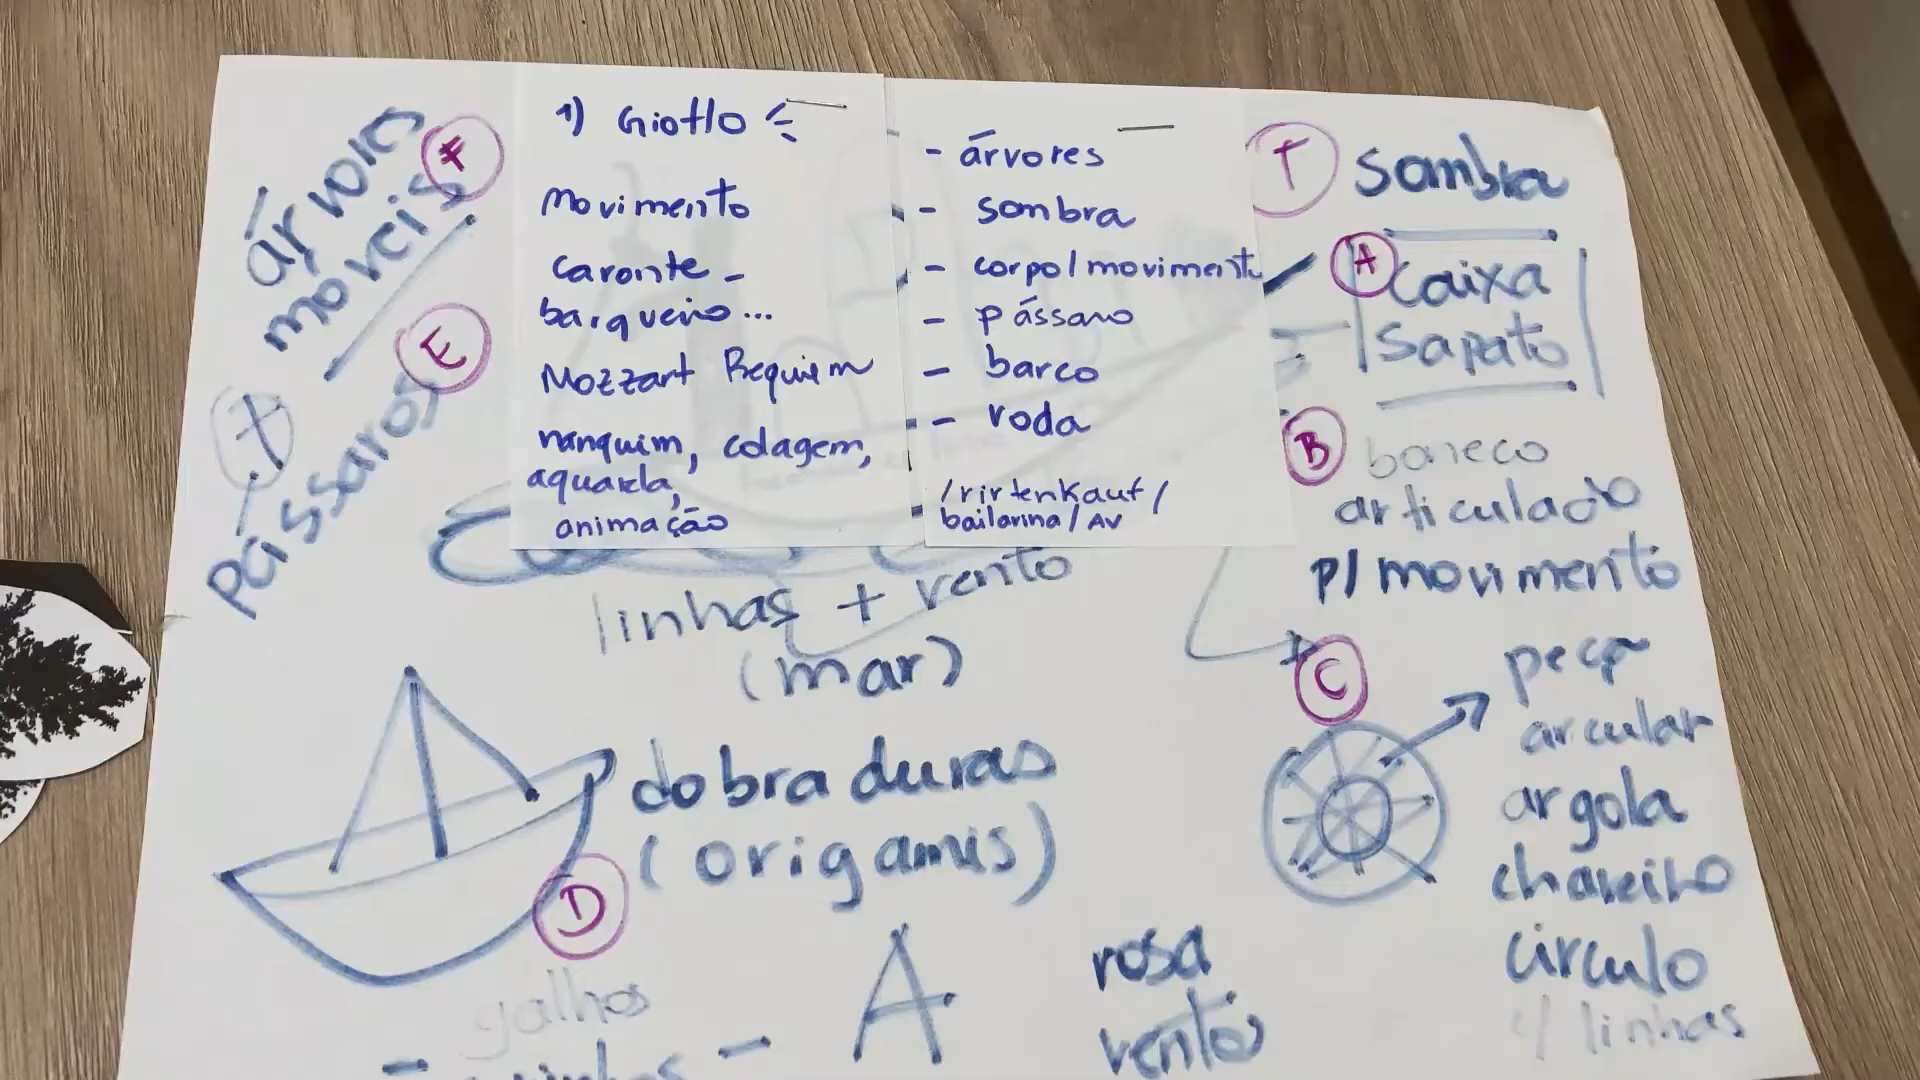 árvores
morcis
F
E
+
pássaros
1) Giotto
Movimento
Caronte -
barqueiro...
Mozzart Requiem
nanquim, colagem,
aquarela,
animação
- árvores
- sombra
- corpo/movimento
- pássaro
- barco
- roda
bailarina / AV
T
sombra
A
caixa
sapato
B
boneco
articulado
p/ movimento
C
peça
circular
argola
chaveiro
círculo
c/ linhas
linhas + vento
(mar)
dobraduras
(origamis)
D
galhos
A
rosa
ventos